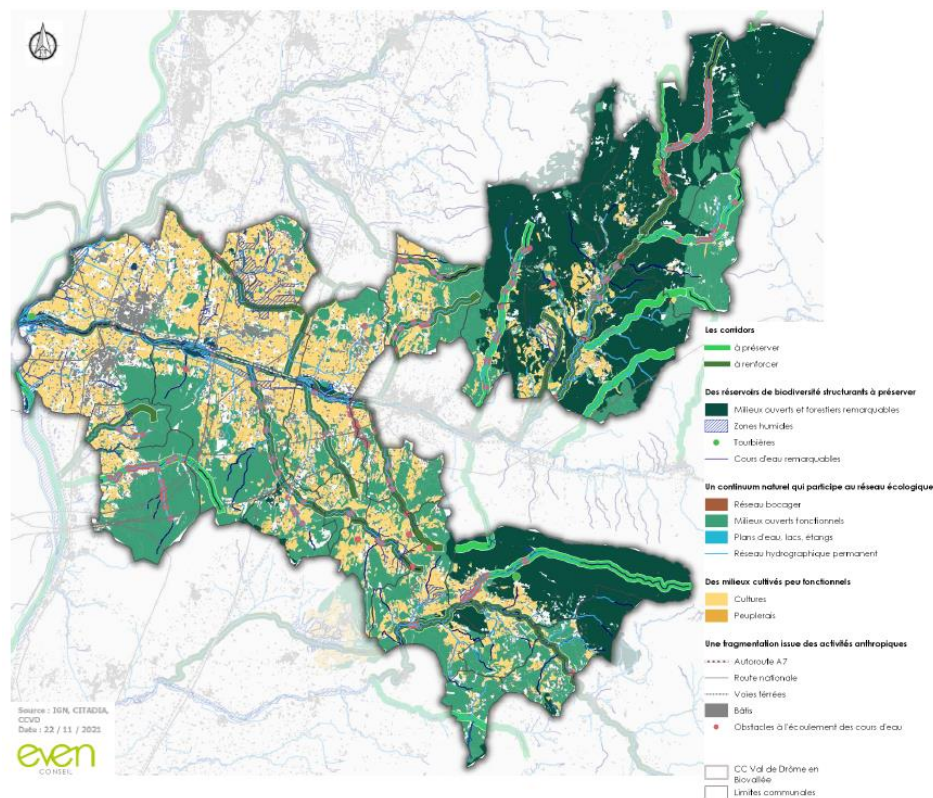 Les corridors
à préserver
à renforcer
Des réservoirs de biodiversité structurants à préserver
Milieux ouverts et forestiers remarquables
Zones humides
Tourbières
Cours d'eau remarquables
Un continuum naturel qui participe au réseau écologique
Réseau bocager
Milieux ouverts fonctionnels
Plans d'eau, lacs, étangs
Réseau hydrographique permanent
Des milieux cultivés peu fonctionnels
Cultures
Peuplerais
Une fragmentation issue des activités anthropiques
Autoroute A7
Route nationale
Voies férrées
Bâtis
Obstacles à l'écoulement des cours d'eau
CC Val de Drôme en
Biovallée
Limites communales
Source : IGN, CITADIA,
CCVD
Date : 22 / 11 / 2021
even
CONSEIL